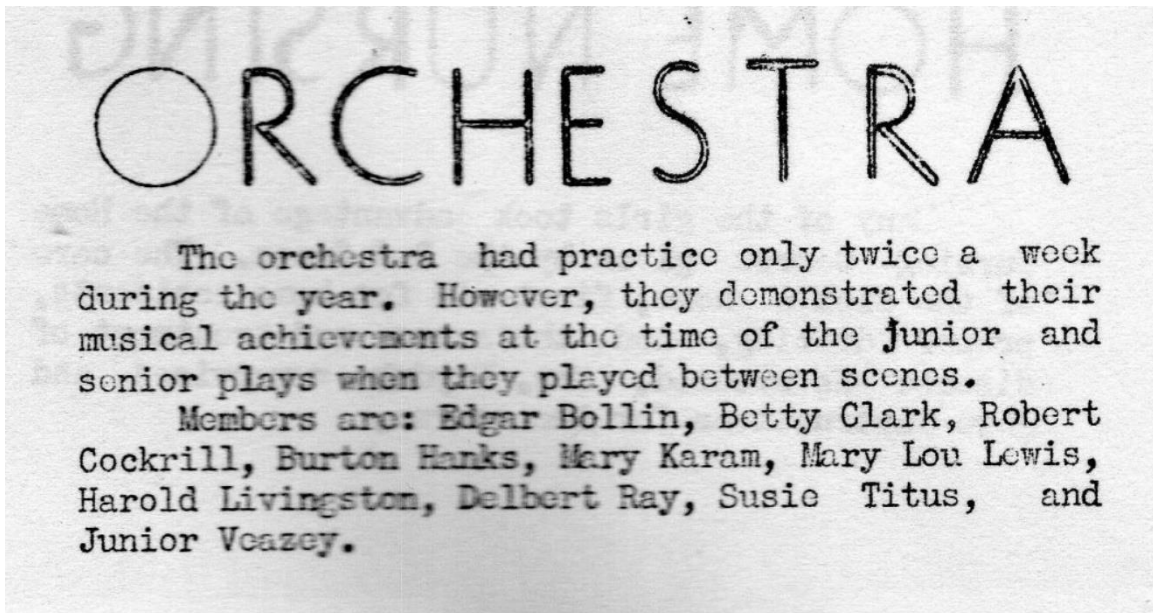 ORCHESTRA
The orchestra had practice only twice a week
during the year. However, they demonstrated their
musical achievements at the time of the junior and
senior plays when they played between scenes.
Members are: Edgar Bollin, Betty Clark, Robert
Cockrill, Burton Hanks, Mary Karam, Mary Lou Lewis,
Harold Livingston, Delbert Ray, Susie Titus, and
Junior Veazey.